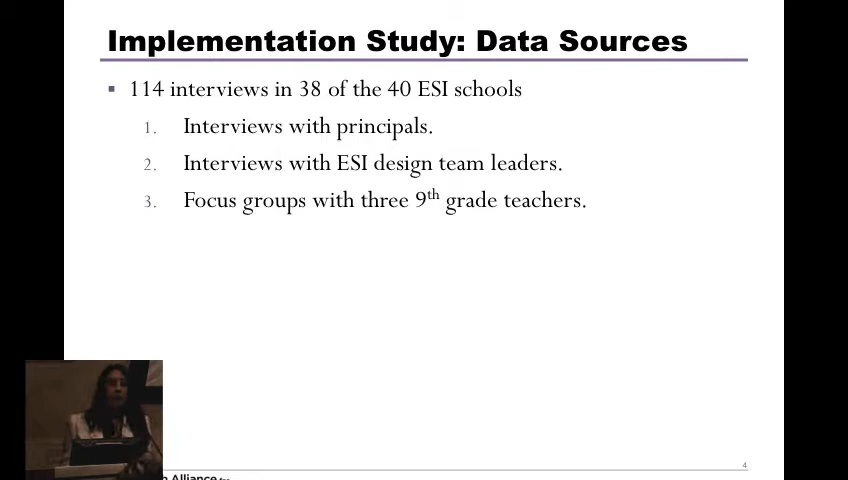 Implementation Study: Data Sources
▪ 114 interviews in 38 of the 40 ESI schools
1. Interviews with principals.
2. Interviews with ESI design team leaders.
3. Focus groups with three 9th grade teachers.
4
Alliance